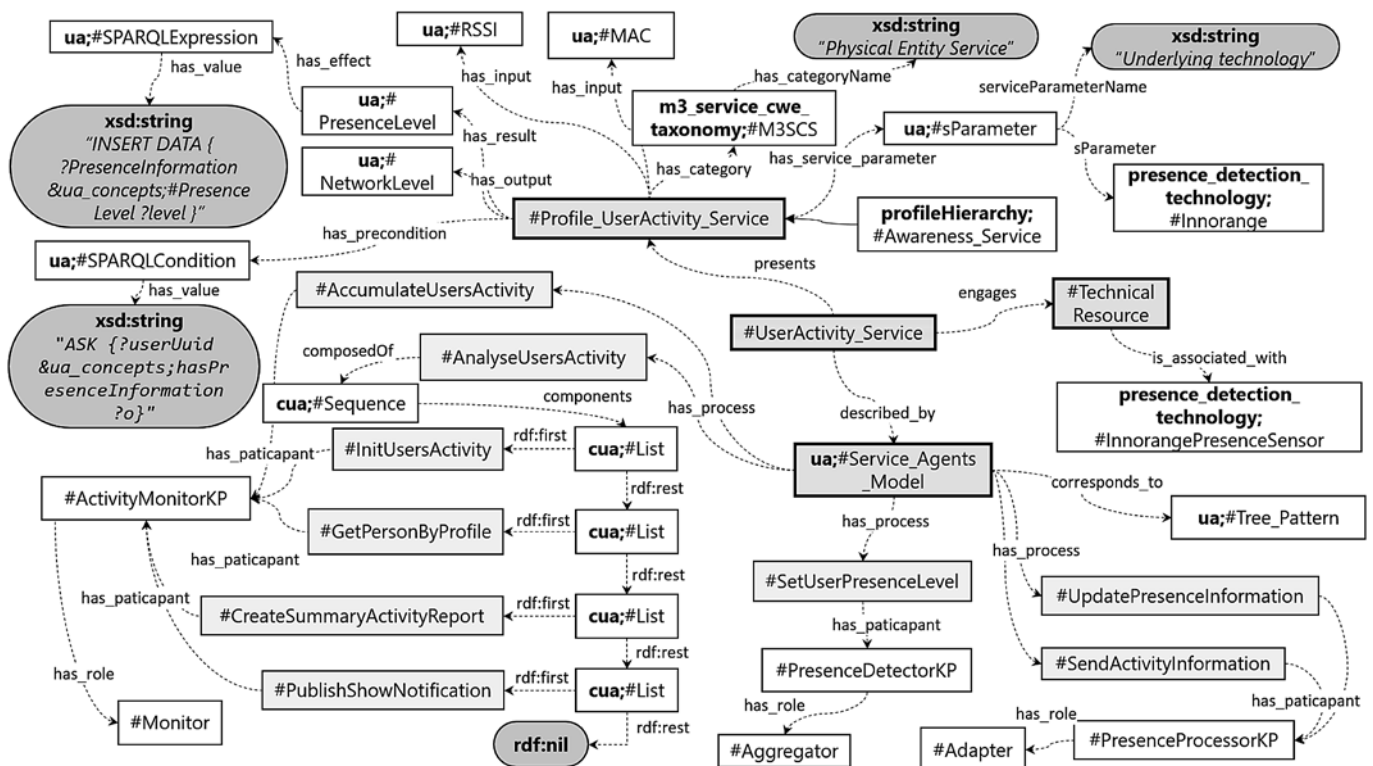 ua;#SPARQLExpression
has_value
xsd:string
"INSERT DATA {
?PresenceInformation
&ua_concepts;#Presence
Level ?level }"
has_effect
ua;#RSSI
has_input
ua;#MAC
has_input
xsd:string
"Physical Entity Service"
has_categoryName
xsd:string
"Underlying technology"
serviceParameterName
ua;#
PresenceLevel
has_result
ua;#
NetworkLevel
has_output
m3_service_cwe_
taxonomy;#M3SCS
has_category
has_service_parameter
ua;#sParameter
sParameter
presence_detection_
technology;
#Innorange
#Profile_UserActivity_Service
profileHierarchy;
#Awareness_Service
has_precondition
ua;#SPARQLCondition
has_value
xsd:string
"ASK {?userUuid
&ua_concepts;hasPr
esenceInformation
?o}"
presents
#AccumulateUsersActivity
#UserActivity_Service
engages
#Technical
Resource
is_associated_with
presence_detection_
technology;
#InnorangePresenceSensor
composedOf
#AnalyseUsersActivity
cua;#Sequence
components
has_process
described_by
ua;#Service_Agents
_Model
corresponds_to
ua;#Tree_Pattern
has_paticapant
#InitUsersActivity
rdf:first
cua;#List
rdf:rest
#ActivityMonitorKP
#GetPersonByProfile
rdf:first
cua;#List
rdf:rest
has_paticapant
has_paticapant
#CreateSummaryActivityReport
rdf:first
cua;#List
rdf:rest
#PublishShowNotification
rdf:first
cua;#List
rdf:rest
rdf:nil
has_role
#Monitor
has_process
#SetUserPresenceLevel
has_paticapant
#PresenceDetectorKP
has_role
#Aggregator
has_process
#UpdatePresenceInformation
#SendActivityInformation
has_paticapant
has_role
#Adapter
#PresenceProcessorKP